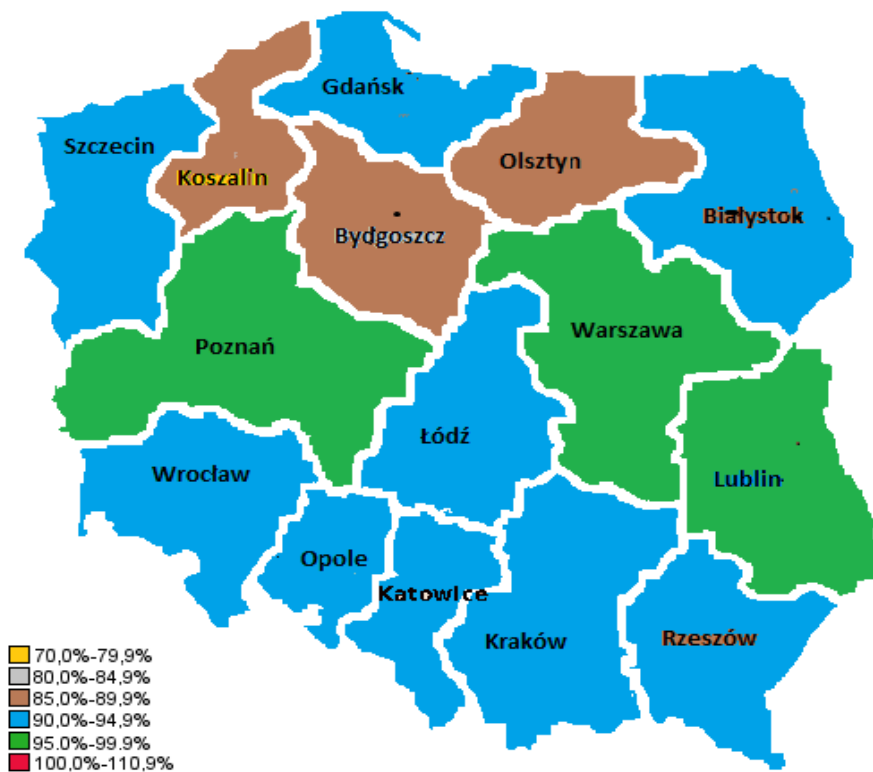 Gdańsk
Szczecin
Olsztyn
Koszalin
Białystok
Bydgoszcz
Warszawa
Poznań
Łódź
Wrocław
Lublin
Opole
Katowice
Kraków
Rzeszów
70,0%-79,9%
80,0%-84,9%
85,0%-89,9%
90,0%-94,9%
95.0%-99.9%
100,0%-110,9%